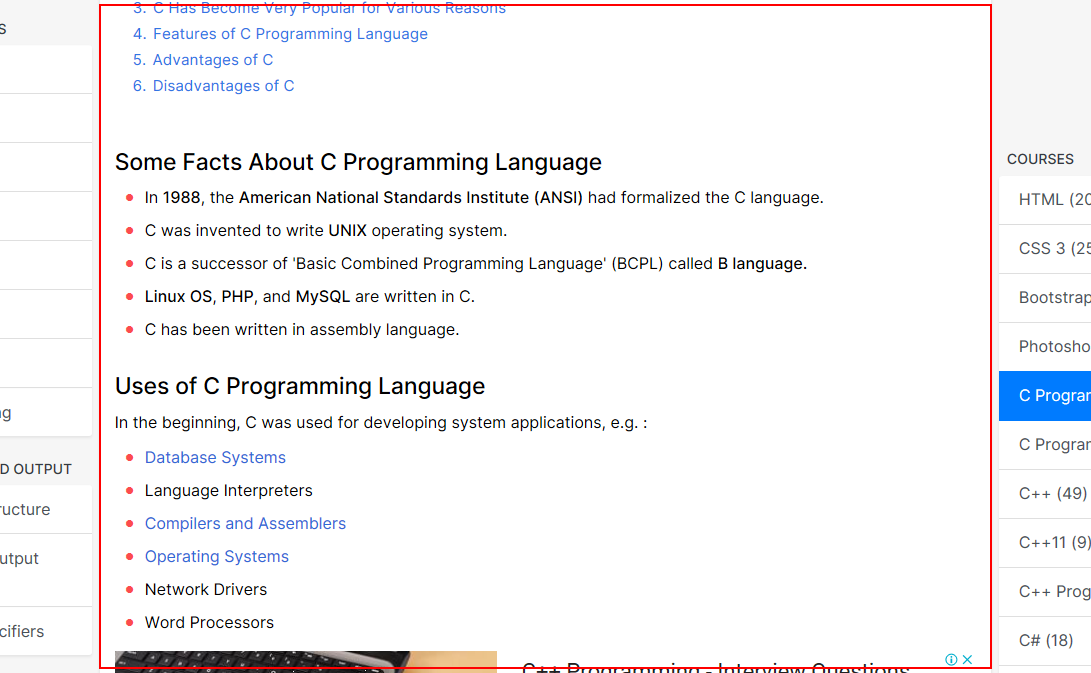 3. C Has Become Very Popular for Various Reasons
4. Features of C Programming Language
5. Advantages of C
6. Disadvantages of C
Some Facts About C Programming Language
In 1988, the American National Standards Institute (ANSI) had formalized the C language.
C was invented to write UNIX operating system.
C is a successor of 'Basic Combined Programming Language' (BCPL) called B language.
Linux OS, PHP, and MySQL are written in C.
C has been written in assembly language.
Uses of C Programming Language
In the beginning, C was used for developing system applications, e.g. :
Database Systems
Language Interpreters
Compilers and Assemblers
Operating Systems
Network Drivers
Word Processors
C++ Programming - Interview Questions
S
ng
D OUTPUT
ructure
utput
cifiers
COURSES
HTML (20
CSS 3 (25
Bootstrap
Photosho
C Program
C Program
C++ (49)
C++11 (9)
C++ Prog
C# (18)